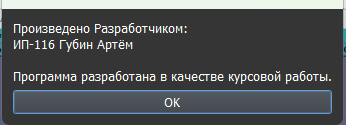 Произведено Разработчиком:
ИП-116 Губин Артём
Программа разработана в качестве курсовой работы.
OK